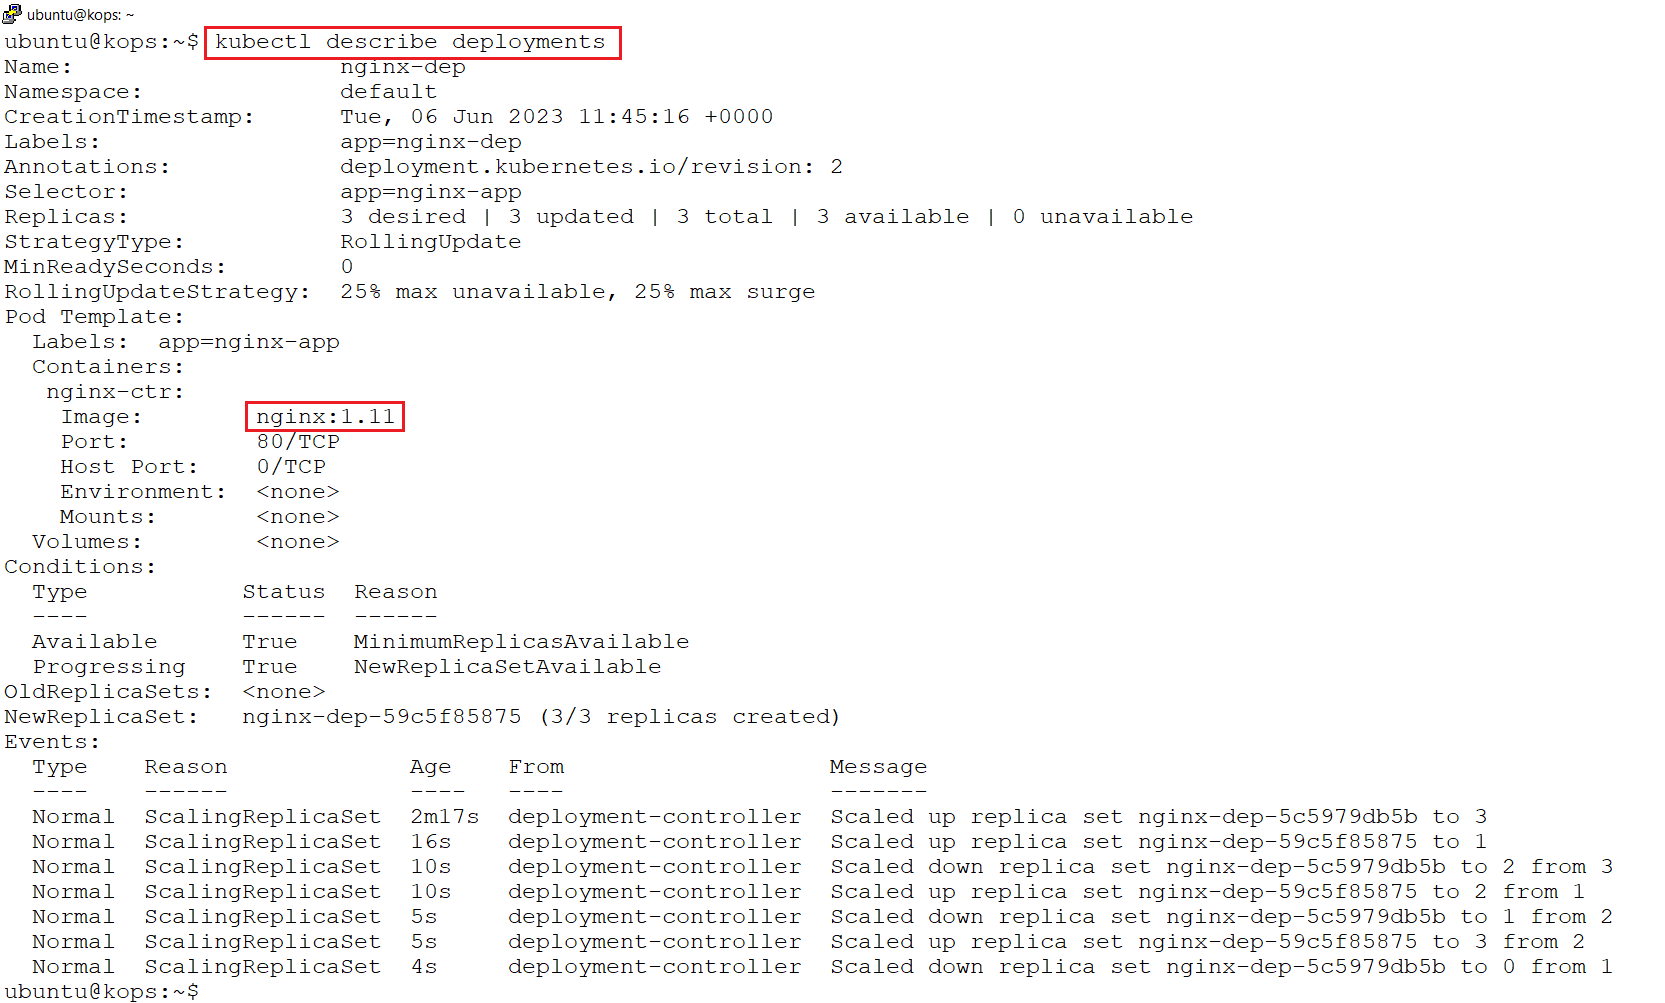 ubuntu@kops: ~
ubuntu@kops:~$ kubectl describe deployments
Name:                   nginx-dep
Namespace:              default
CreationTimestamp:      Tue, 06 Jun 2023 11:45:16 +0000
Labels:                 app=nginx-dep
Annotations:            deployment.kubernetes.io/revision: 2
Selector:               app=nginx-app
Replicas:               3 desired | 3 updated | 3 total | 3 available | 0 unavailable
StrategyType:           RollingUpdate
MinReadySeconds:        0
RollingUpdateStrategy:  25% max unavailable, 25% max surge
Pod Template:
  Labels:  app=nginx-app
  Containers:
   nginx-ctr:
    Image:        nginx:1.11
    Port:         80/TCP
    Host Port:    0/TCP
    Environment:  <none>
    Mounts:       <none>
  Volumes:        <none>
Conditions:
  Type           Status  Reason
  ----           ------  ------
  Available      True    MinimumReplicasAvailable
  Progressing    True    NewReplicaSetAvailable
OldReplicaSets:  <none>
NewReplicaSet:   nginx-dep-59c5f85875 (3/3 replicas created)
Events:
  Type    Reason             Age    From                   Message
  ----    ------             ----   ----                   -------
  Normal  ScalingReplicaSet  2m17s  deployment-controller  Scaled up replica set nginx-dep-5c5979db5b to 3
  Normal  ScalingReplicaSet  16s    deployment-controller  Scaled up replica set nginx-dep-59c5f85875 to 1
  Normal  ScalingReplicaSet  10s    deployment-controller  Scaled down replica set nginx-dep-5c5979db5b to 2 from 3
  Normal  ScalingReplicaSet  10s    deployment-controller  Scaled up replica set nginx-dep-59c5f85875 to 2 from 1
  Normal  ScalingReplicaSet  5s     deployment-controller  Scaled down replica set nginx-dep-5c5979db5b to 1 from 2
  Normal  ScalingReplicaSet  5s     deployment-controller  Scaled up replica set nginx-dep-59c5f85875 to 3 from 2
  Normal  ScalingReplicaSet  4s     deployment-controller  Scaled down replica set nginx-dep-5c5979db5b to 0 from 1
ubuntu@kops:~$